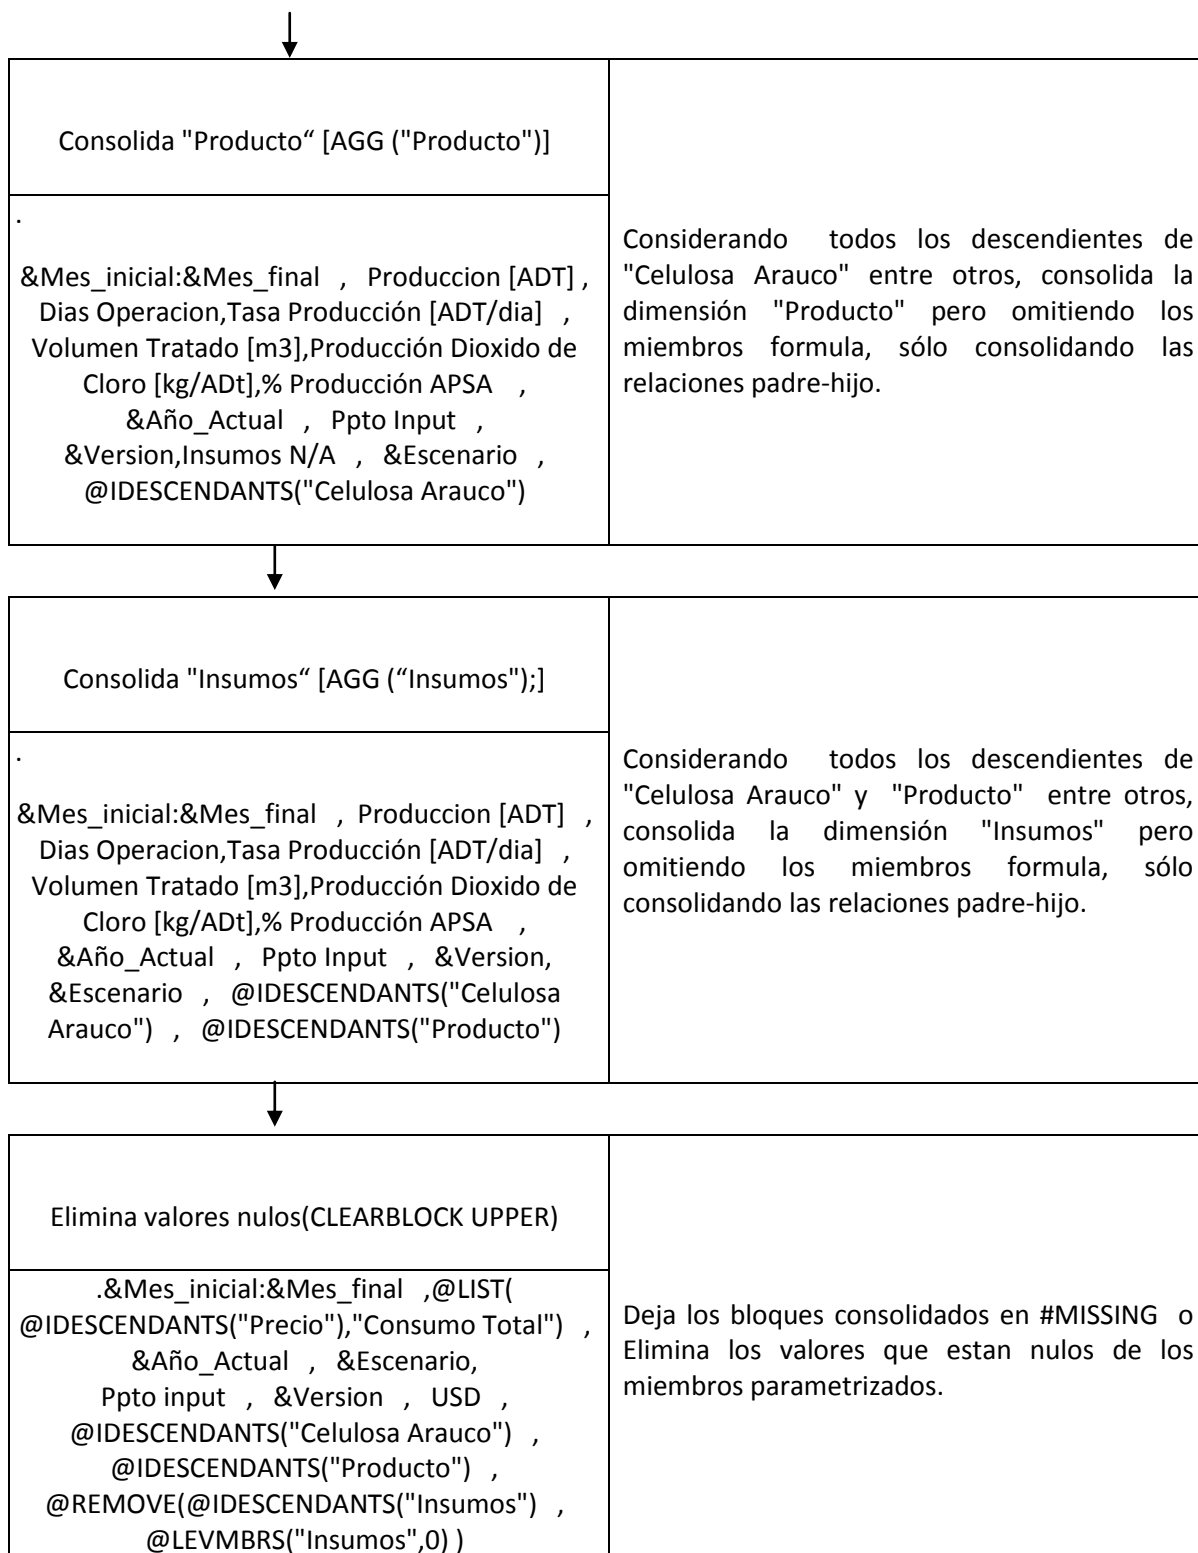 Consolida "Producto“ [AGG ("Producto")]
.
&Mes_inicial:&Mes_final , Produccion [ADT] ,
Dias Operacion,Tasa Producción [ADT/dia] ,
Volumen Tratado [m3],Producción Dioxido de
Cloro [kg/ADt],% Producción APSA ,
&Año_Actual , Ppto Input ,
&Version,Insumos N/A , &Escenario ,
@IDESCENDANTS("Celulosa Arauco")
Considerando todos los descendientes de
"Celulosa Arauco" entre otros, consolida la
dimensión "Producto" pero omitiendo los
miembros formula, sólo consolidando las
relaciones padre-hijo.
Consolida "Insumos“ [AGG (“Insumos");]
.
&Mes_inicial:&Mes_final , Produccion [ADT] ,
Dias Operacion,Tasa Producción [ADT/dia] ,
Volumen Tratado [m3],Producción Dioxido de
Cloro [kg/ADt],% Producción APSA ,
&Año_Actual , Ppto Input , &Version,
&Escenario , @IDESCENDANTS("Celulosa
Arauco") , @IDESCENDANTS("Producto")
Considerando todos los descendientes de
"Celulosa Arauco" y "Producto" entre otros,
consolida la dimensión "Insumos" pero
omitiendo los miembros formula, sólo
consolidando las relaciones padre-hijo.
Elimina valores nulos(CLEARBLOCK UPPER)
.&Mes_inicial:&Mes_final ,@LIST(
@IDESCENDANTS("Precio"),"Consumo Total") ,
&Año_Actual , &Escenario,
Ppto input , &Version , USD ,
@IDESCENDANTS("Celulosa Arauco") ,
@IDESCENDANTS("Producto") ,
@REMOVE(@IDESCENDANTS("Insumos") ,
@LEVMBRS("Insumos",0) )
Deja los bloques consolidados en #MISSING o
Elimina los valores que estan nulos de los
miembros parametrizados.